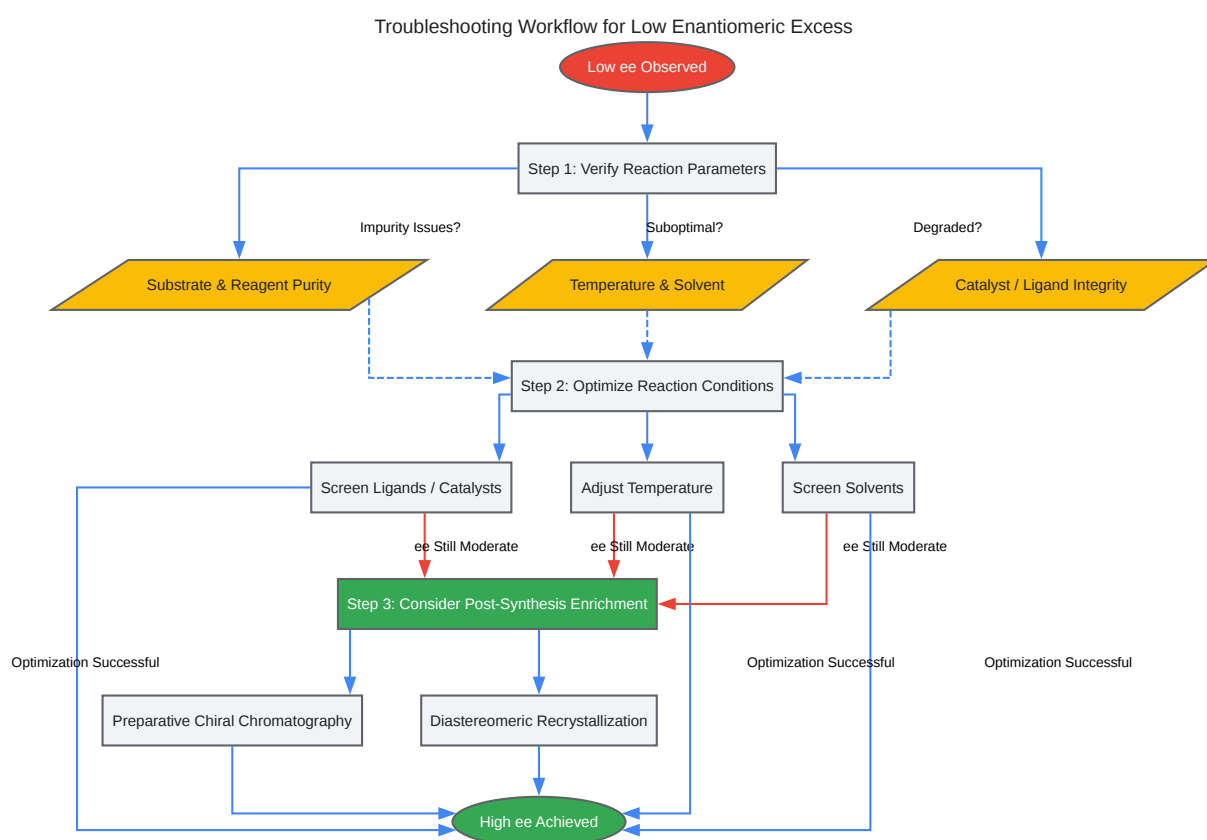 Troubleshooting Workflow for Low Enantiomeric Excess
Low ee Observed
Step 1: Verify Reaction Parameters
Impurity Issues?
Suboptimal?
Degraded?
Substrate & Reagent Purity
Temperature & Solvent
Catalyst / Ligand Integrity
Step 2: Optimize Reaction Conditions
Screen Ligands / Catalysts
Adjust Temperature
Screen Solvents
ee Still Moderate
ee Still Moderate
ee Still Moderate
Step 3: Consider Post-Synthesis Enrichment
Optimization Successful
Optimization Successful
Optimization Successful
Preparative Chiral Chromatography
Diastereomeric Recrystallization
High ee Achieved